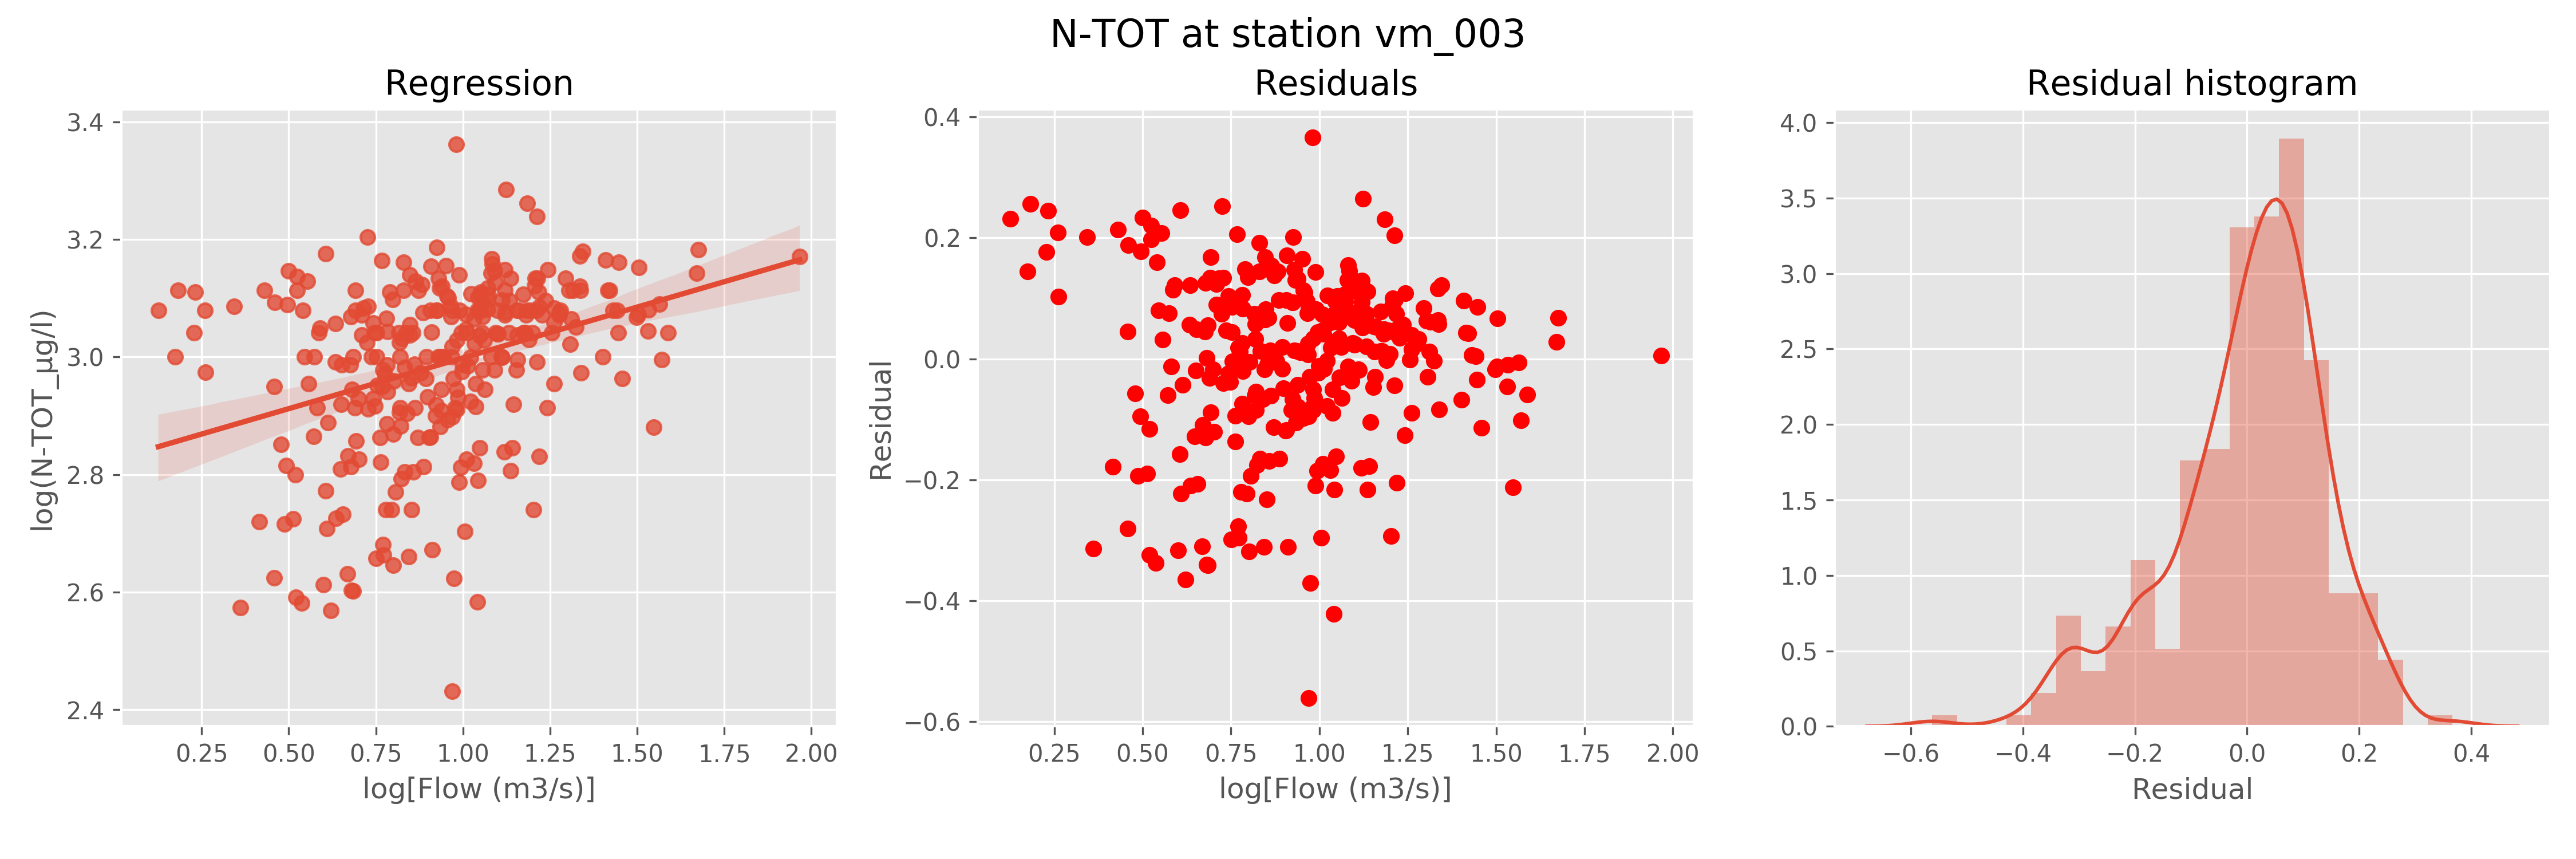 N-TOT at station vm_003
Regression
3.4
3.2
3.0
2.8
2.6
2.4
log(N-TOT_µg/l)
0.25 0.50 0.75 1.00 1.25 1.50 1.75 2.00
log[Flow (m3/s)]
Residuals
0.4
0.2
0.0
−0.2
−0.4
−0.6
Residual
0.25 0.50 0.75 1.00 1.25 1.50 1.75 2.00
log[Flow (m3/s)]
Residual histogram
4.0
3.5
3.0
2.5
2.0
1.5
1.0
0.5
0.0
−0.6 −0.4 −0.2 0.0 0.2 0.4
Residual